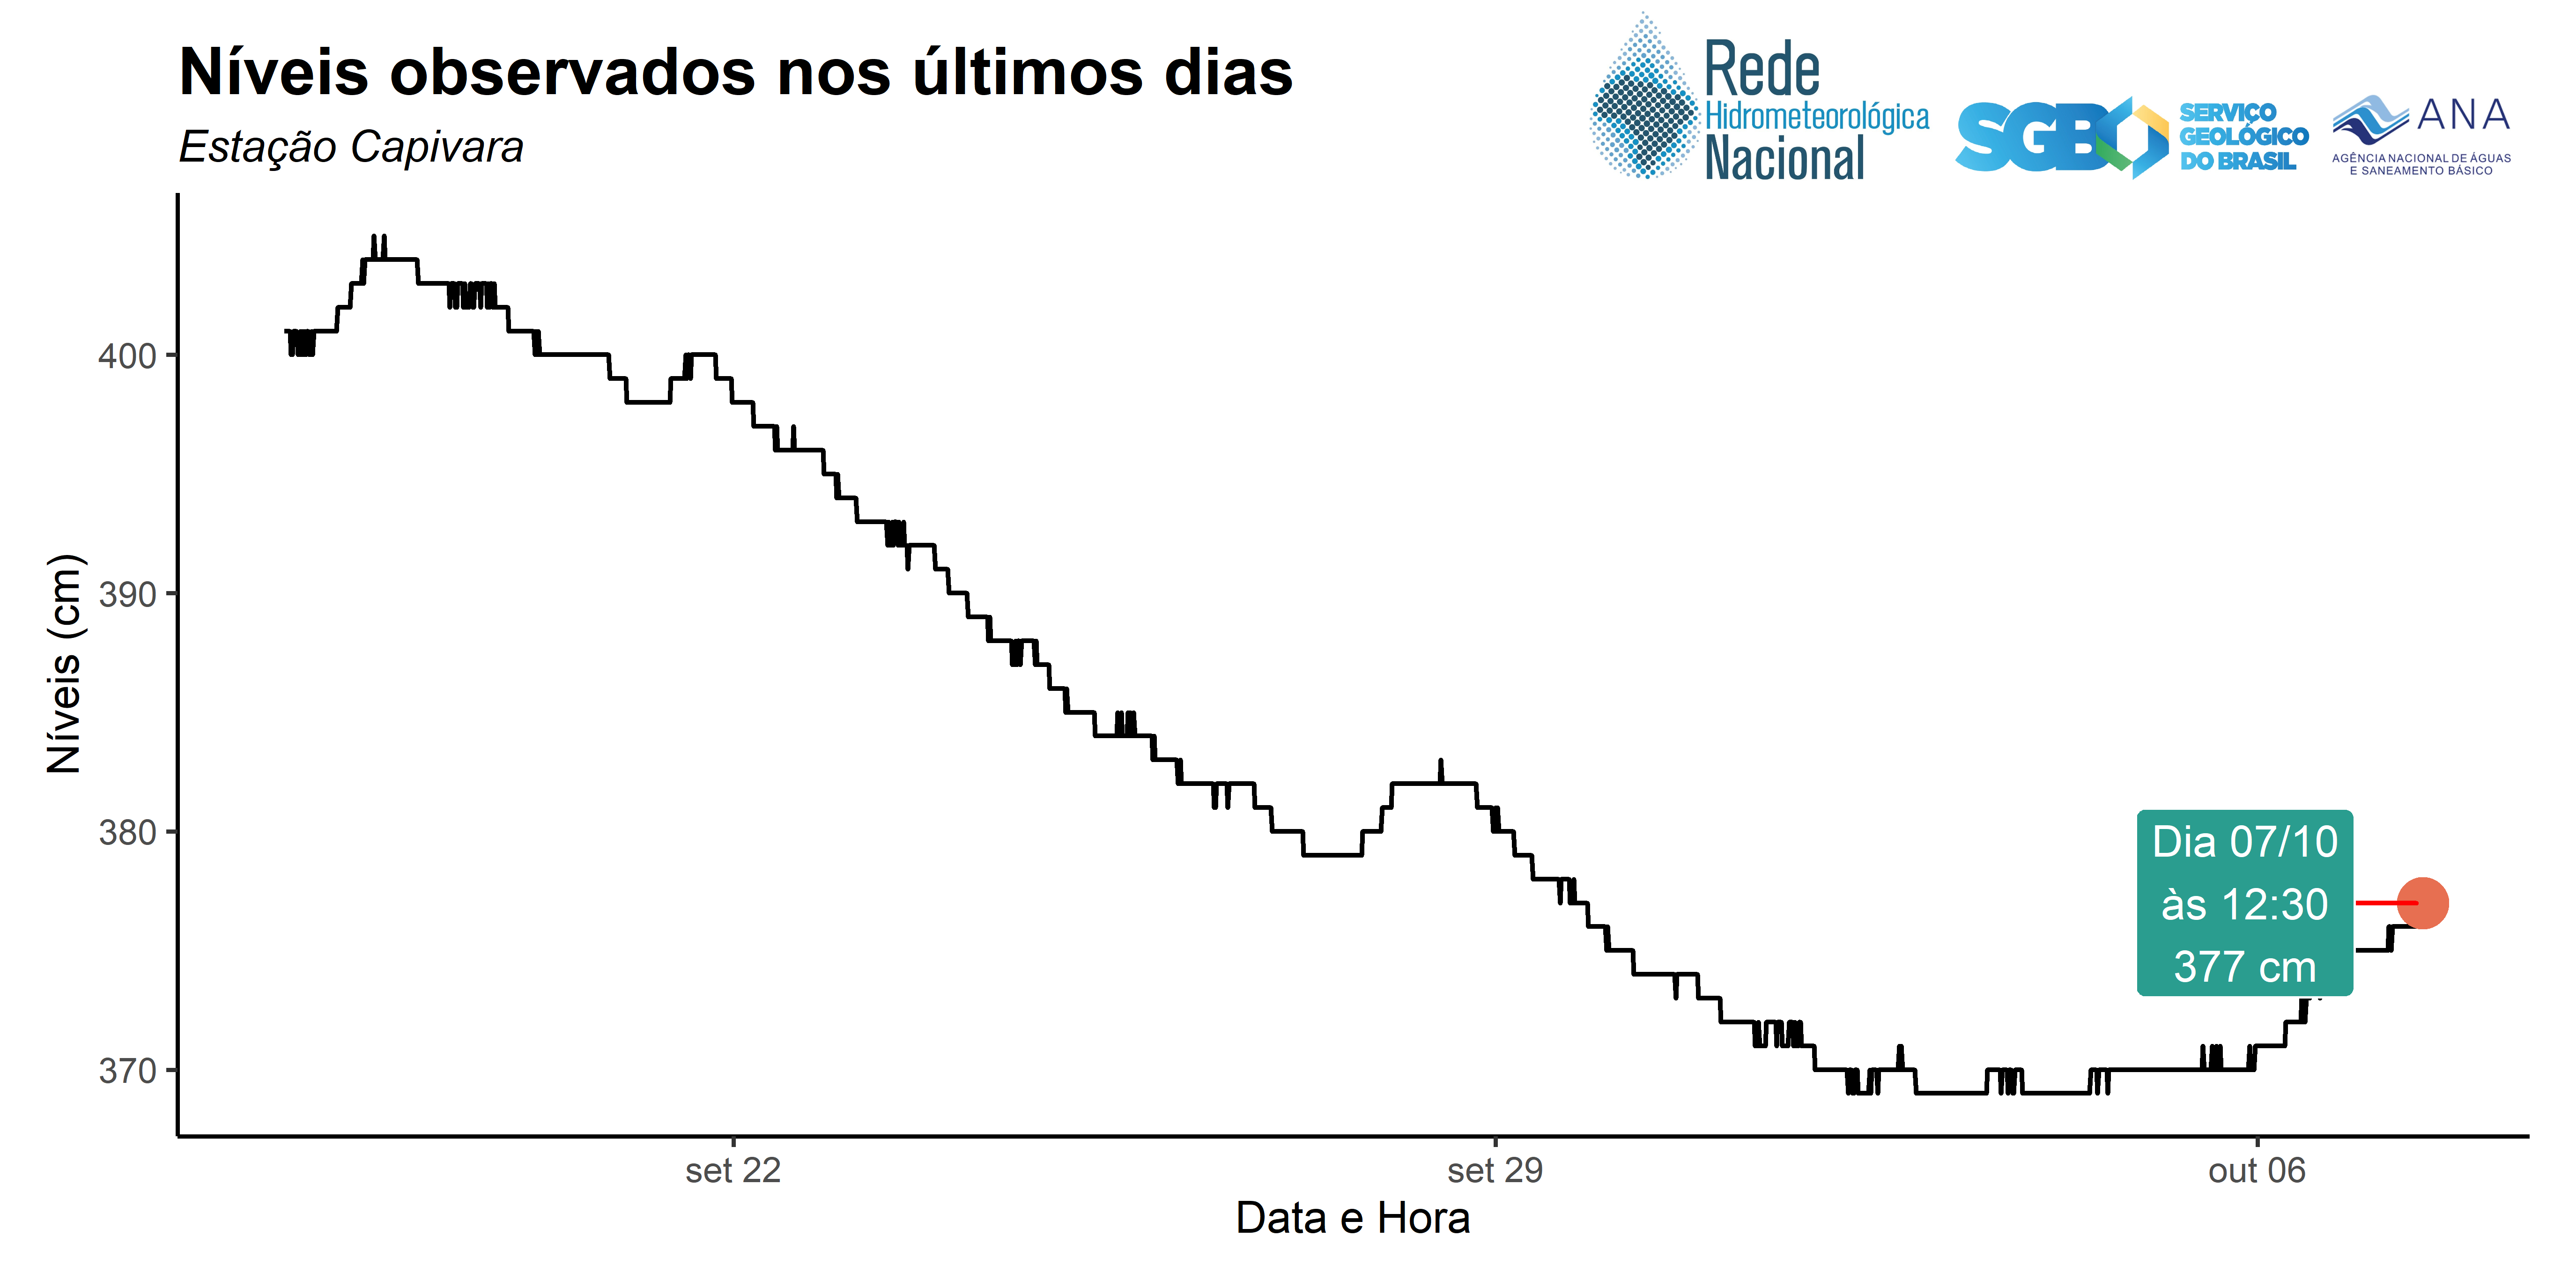 Níveis observados nos últimos dias
Estação Capivara
Rede
Hidrometeorológica
Nacional
SGB
SERVIÇO
GEOLÓGICO
DO BRASIL
ANA
AGÊNCIA NACIONAL DE ÁGUAS
E SANEAMENTO BÁSICO
Níveis (cm)
400
390
380
370
Dia 07/10
às 12:30
377 cm
set 22
set 29
out 06
Data e Hora